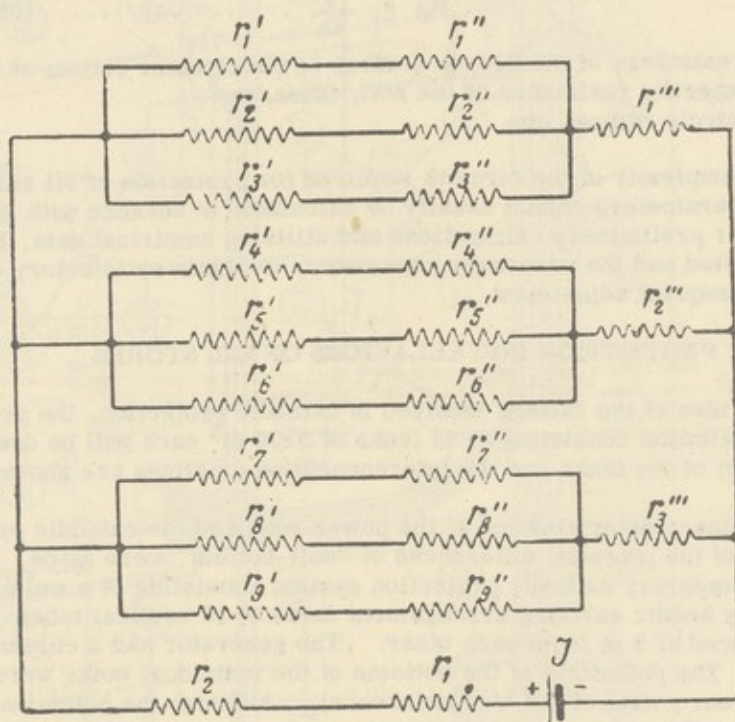 r₁' r₁''
r₂' r₂'' r₁'''
r₃' r₃''
r₄' r₄''
r₅' r₅'' r₂'''
r₆' r₆''
r₇' r₇''
r₈' r₈'' r₃'''
r₉' r₉''
r₂ r₁. J
+ -